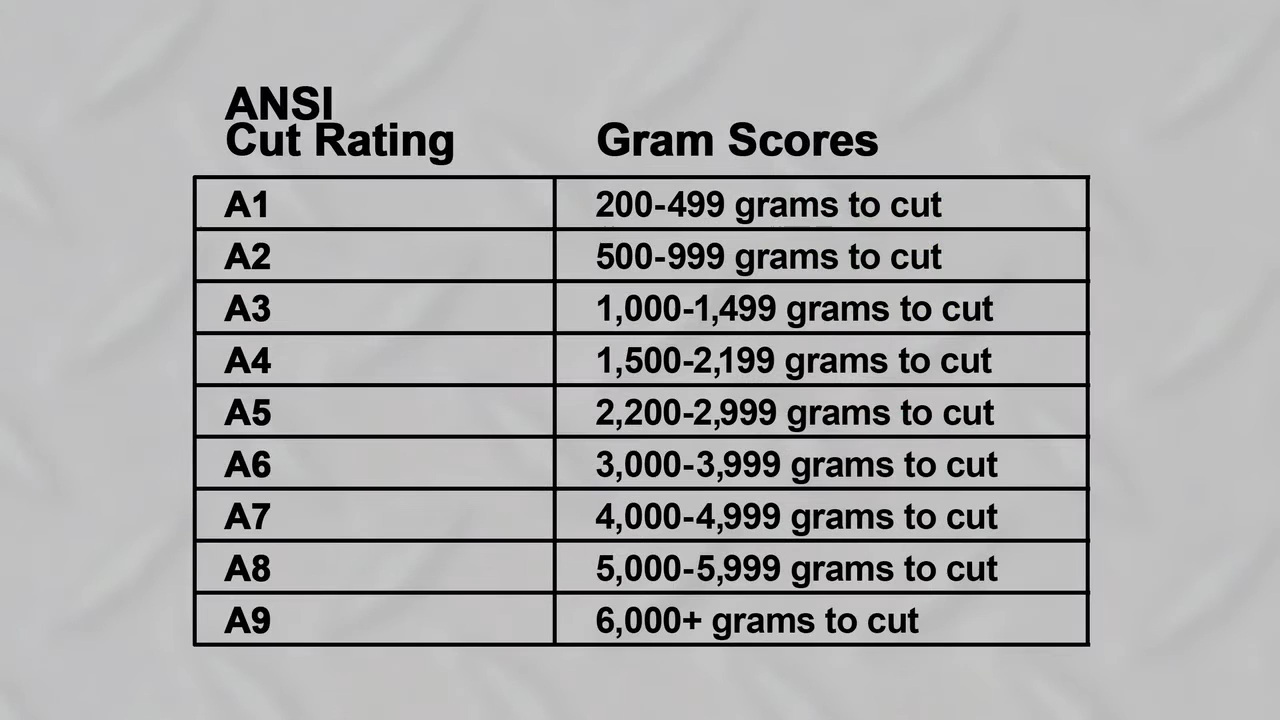 ANSI
Cut Rating
Gram Scores
A1 200-499 grams to cut
A2 500-999 grams to cut
A3 1,000-1,499 grams to cut
A4 1,500-2,199 grams to cut
A5 2,200-2,999 grams to cut
A6 3,000-3,999 grams to cut
A7 4,000-4,999 grams to cut
A8 5,000-5,999 grams to cut
A9 6,000+ grams to cut